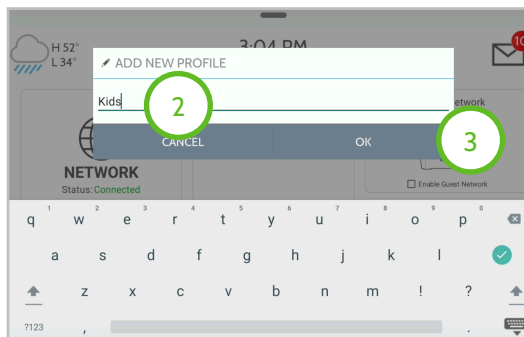 H 52°
L 34°
3:04 PM
10
ADD NEW PROFILE
Kids
2
CANCEL
OK
3
etwork
NETWORK
Status: Connected
Enable Guest Network
q 1 w 2 e 3 r 4 t 5 y 6 u 7 i 8 o 9 p 0
a s d f g h j k l
z x c v b n m ! ?
?123 , .